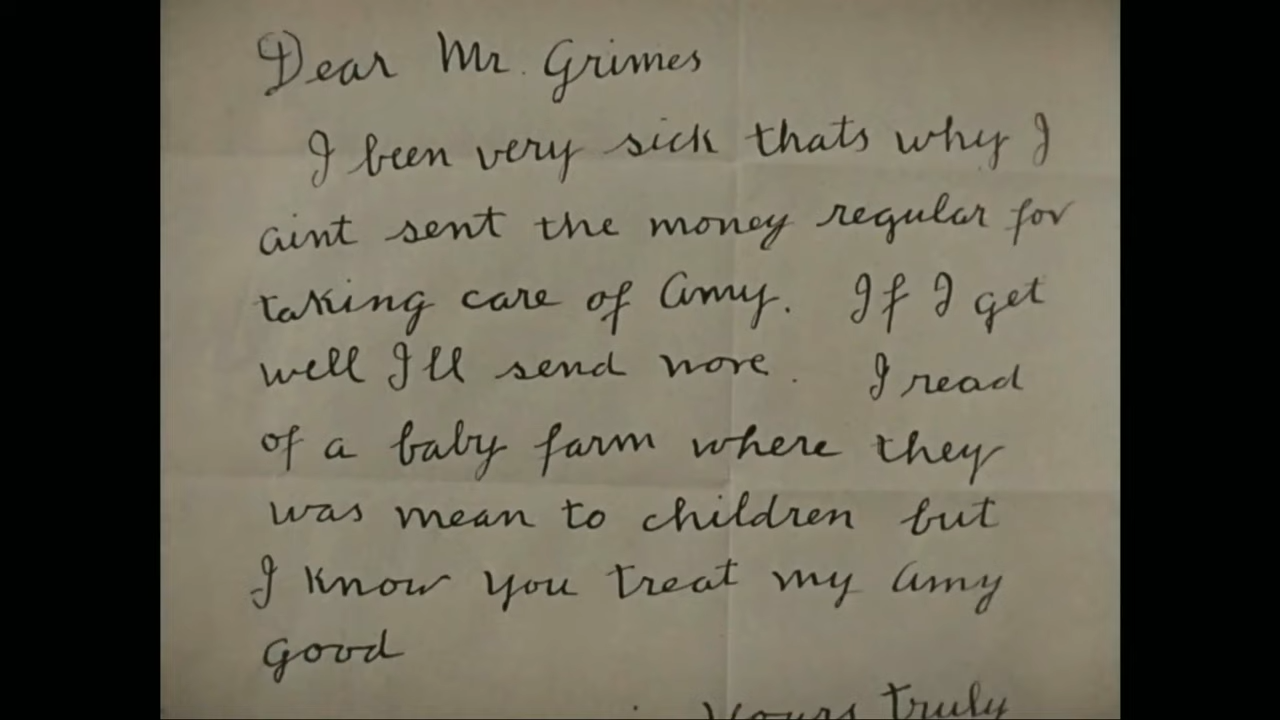 Dear Mr. Grimes
I been very sick thats why I
aint sent the money regular for
taking care of Amy. If I get
well I'll send more. I read
of a baby farm where they
was mean to children but
I know you treat my Amy
good
Yours truly